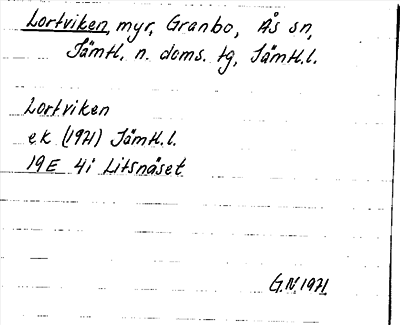 Lortviken, myr, Granbo, Ås sn,
Jämtl. n. doms. tg, Jämtl.l.
Lortviken
ek (1971) Jämtl.l.
19E 4i Litsnäset
G.N 1971